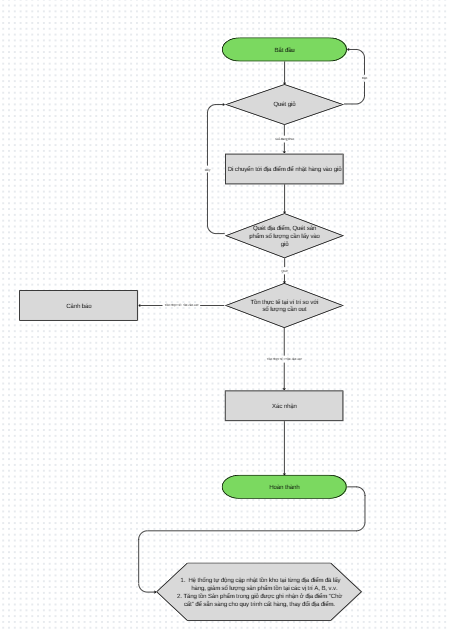 Bắt đầu
Quét giỏ
Di chuyển tới địa điểm để nhặt hàng vào giỏ
Quét địa điểm, Quét sản
phẩm số lượng cần lấy vào
giỏ
Tồn thực tế tại vị trí so với
số lượng cần out
Cảnh báo
Xác nhận
Hoàn thành
1. Hệ thống tự động cập nhật tồn kho tại từng địa điểm đã lấy
hàng, giảm số lượng sản phẩm tồn tại các vị trí A, B, v.v.
2. Tăng tồn Sản phẩm trong giỏ được ghi nhận ở địa điểm "Chờ
cất" để sẵn sàng cho quy trình cất hàng, thay đổi địa điểm.